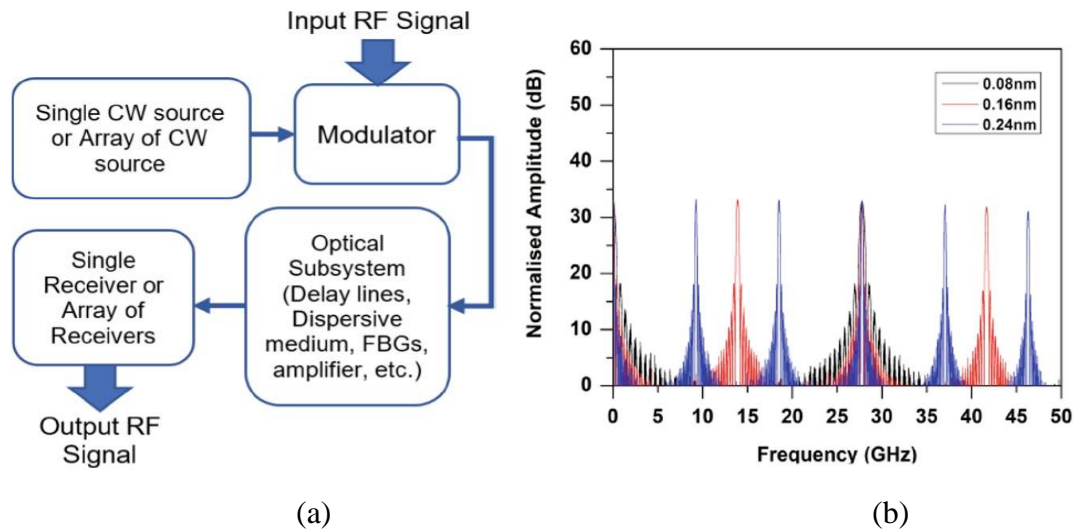 Input RF Signal
Single CW source
or Array of CW
source
Modulator
Single
Receiver or
Array of
Receivers
Optical
Subsystem
(Delay lines,
Dispersive
medium, FBGs,
amplifier, etc.)
Output RF
Signal
(a)
Normalised Amplitude (dB)
60
50
40
30
20
10
0
0.08nm
0.16nm
0.24nm
0 5 10 15 20 25 30 35 40 45 50
Frequency (GHz)
(b)